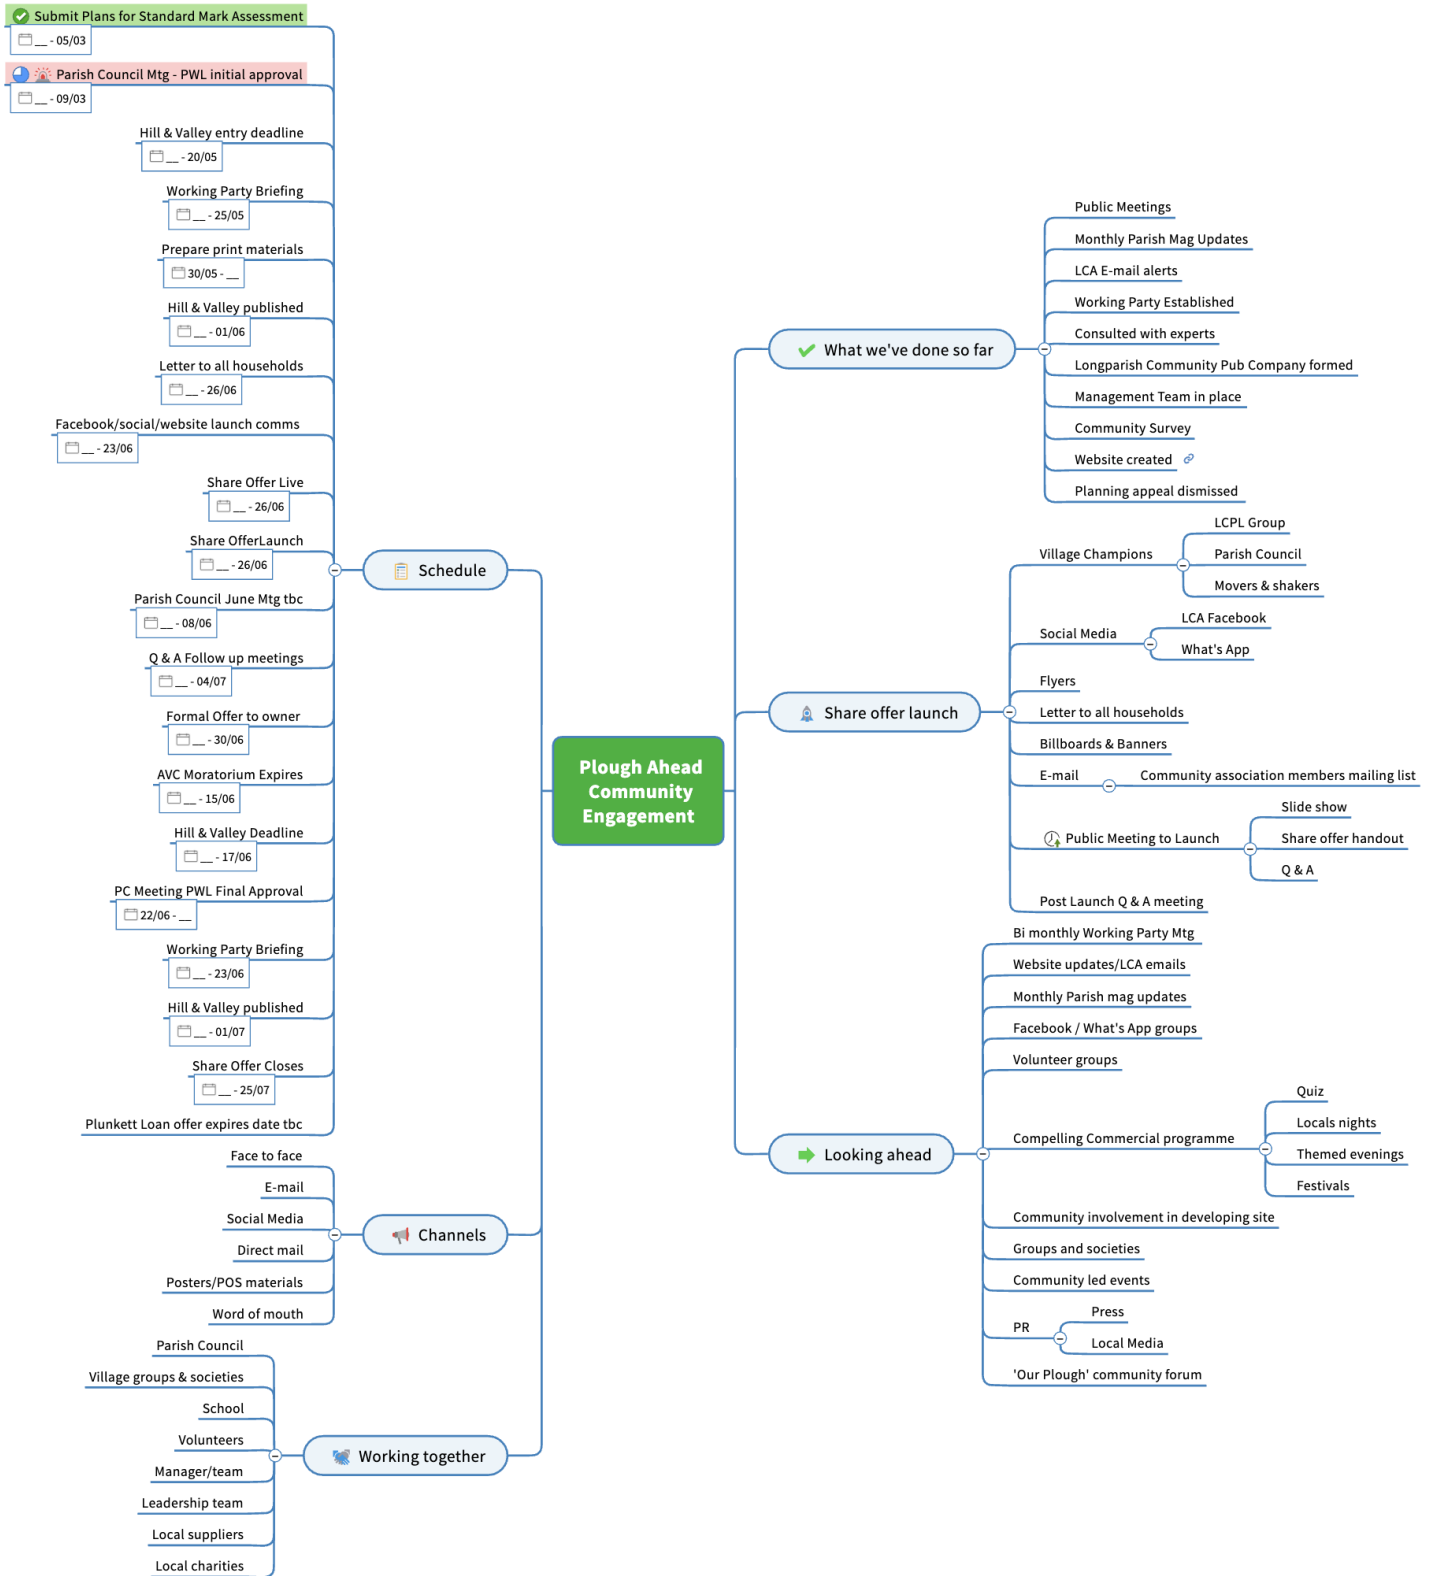 Plough Ahead
Community
Engagement
What we've done so far
Public Meetings
Monthly Parish Mag Updates
LCA E-mail alerts
Working Party Established
Consulted with experts
Longparish Community Pub Company formed
Management Team in place
Community Survey
Website created
Planning appeal dismissed
Share offer launch
Village Champions
LCPL Group
Parish Council
Movers & shakers
Social Media
LCA Facebook
What's App
Flyers
Letter to all households
Billboards & Banners
E-mail
Community association members mailing list
Public Meeting to Launch
Slide show
Share offer handout
Q & A
Post Launch Q & A meeting
Looking ahead
Bi monthly Working Party Mtg
Website updates/LCA emails
Monthly Parish mag updates
Facebook / What's App groups
Volunteer groups
Compelling Commercial programme
Quiz
Locals nights
Themed evenings
Festivals
Community involvement in developing site
Groups and societies
Community led events
PR
Press
Local Media
'Our Plough' community forum
Schedule
Submit Plans for Standard Mark Assessment
__ - 05/03
Parish Council Mtg - PWL initial approval
__ - 09/03
Hill & Valley entry deadline
__ - 20/05
Working Party Briefing
__ - 25/05
Prepare print materials
30/05 - __
Hill & Valley published
__ - 01/06
Letter to all households
__ - 26/06
Facebook/social/website launch comms
__ - 23/06
Share Offer Live
__ - 26/06
Share OfferLaunch
__ - 26/06
Parish Council June Mtg tbc
__ - 08/06
Q & A Follow up meetings
__ - 04/07
Formal Offer to owner
__ - 30/06
AVC Moratorium Expires
__ - 15/06
Hill & Valley Deadline
__ - 17/06
PC Meeting PWL Final Approval
22/06 - __
Working Party Briefing
__ - 23/06
Hill & Valley published
__ - 01/07
Share Offer Closes
__ - 25/07
Plunkett Loan offer expires date tbc
Channels
Face to face
E-mail
Social Media
Direct mail
Posters/POS materials
Word of mouth
Working together
Parish Council
Village groups & societies
School
Volunteers
Manager/team
Leadership team
Local suppliers
Local charities